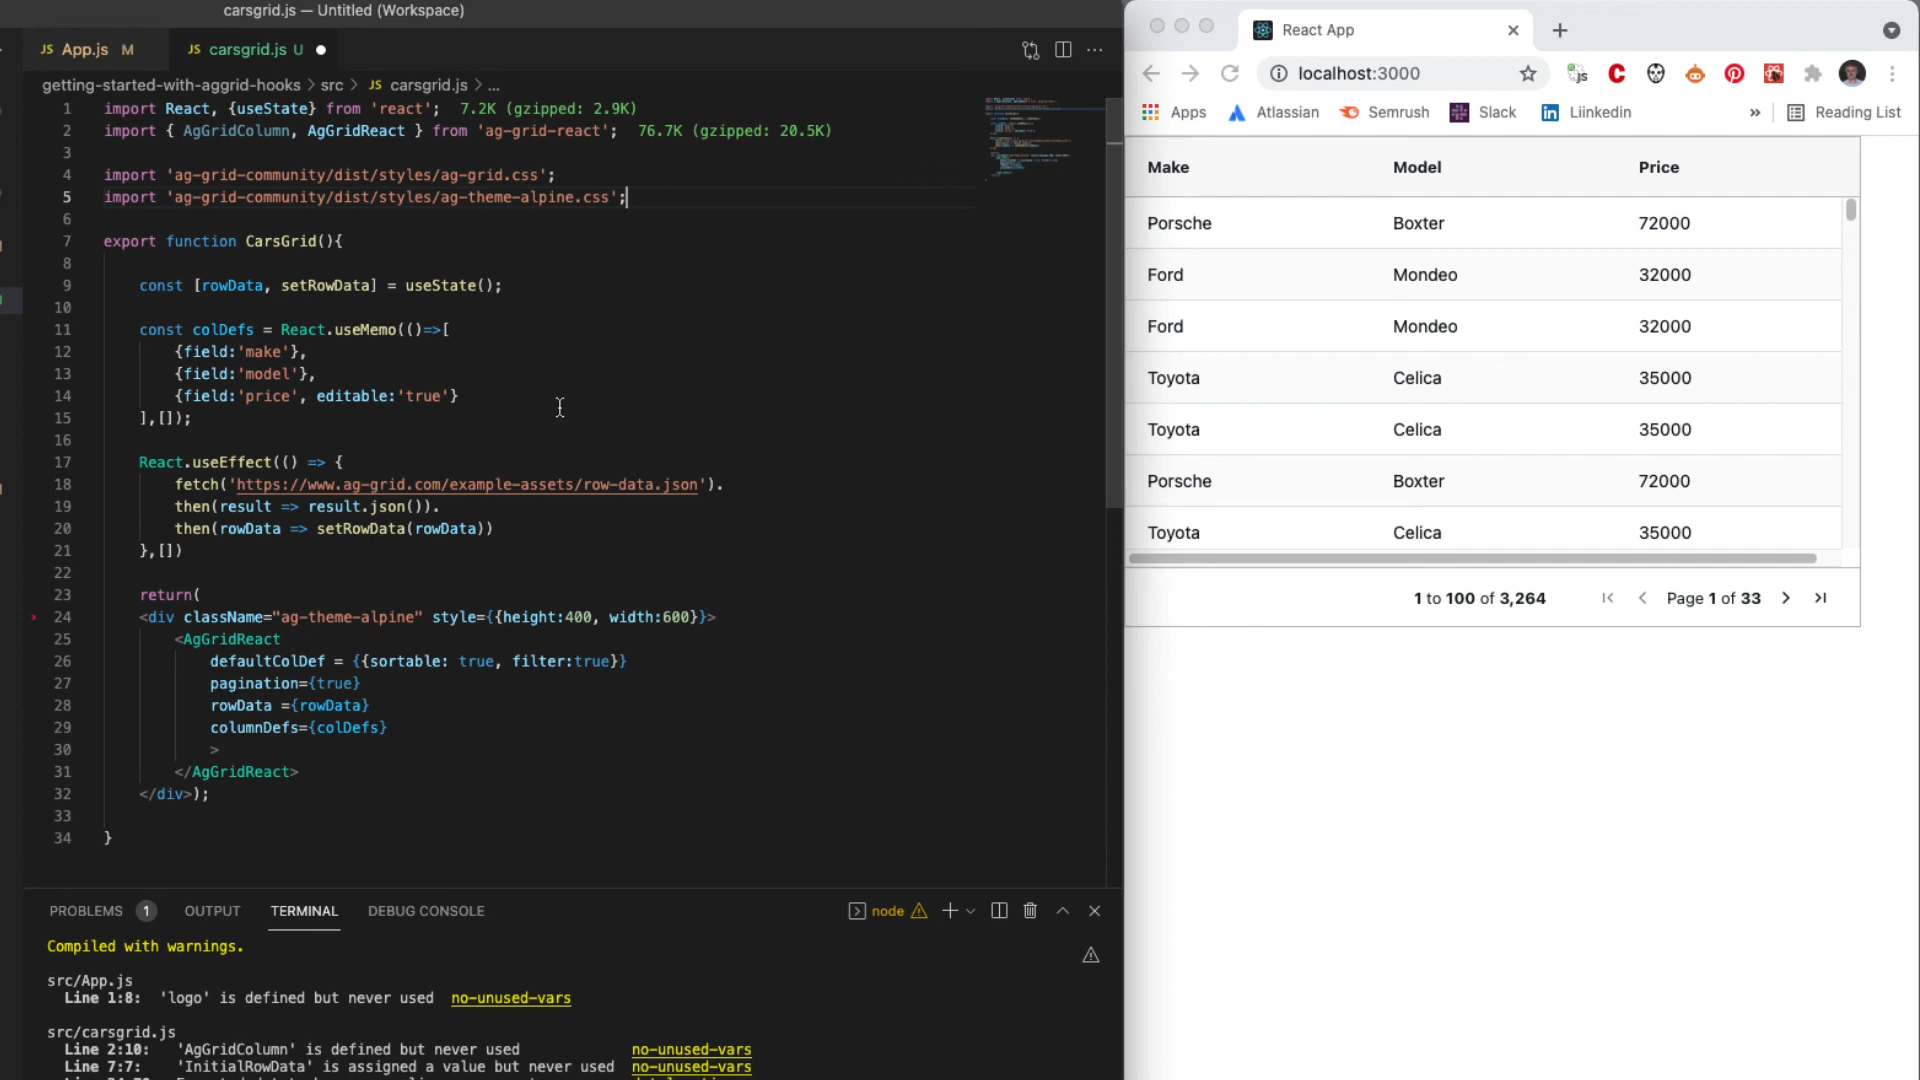 carsgrid.js — Untitled (Workspace)
JS App.js M
JS carsgrid.js U
getting-started-with-aggrid-hooks > src > JS carsgrid.js > ...
1 import React, {useState} from 'react'; 7.2K (gzipped: 2.9K)
2 import { AgGridColumn, AgGridReact } from 'ag-grid-react'; 76.7K (gzipped: 20.5K)
3
4 import 'ag-grid-community/dist/styles/ag-grid.css';
5 import 'ag-grid-community/dist/styles/ag-theme-alpine.css';
6
7 export function CarsGrid(){
8
9 const [rowData, setRowData] = useState();
10
11 const colDefs = React.useMemo(()=>[
12 {field:'make'},
13 {field:'model'},
14 {field:'price', editable:'true'}
15 ],[]);
16
17 React.useEffect(() => {
18 fetch('https://www.ag-grid.com/example-assets/row-data.json').
19 then(result => result.json()).
20 then(rowData => setRowData(rowData))
21 },[])
22
23 return(
24 <div className="ag-theme-alpine" style={{height:400, width:600}}>
25 <AgGridReact
26 defaultColDef = {{sortable: true, filter:true}}
27 pagination={true}
28 rowData ={rowData}
29 columnDefs={colDefs}
30 >
31 </AgGridReact>
32 </div>);
33
34 }
PROBLEMS 1 OUTPUT TERMINAL DEBUG CONSOLE
node
Compiled with warnings.
src/App.js
Line 1:8: 'logo' is defined but never used no-unused-vars
src/carsgrid.js
Line 2:10: 'AgGridColumn' is defined but never used no-unused-vars
Line 7:7: 'InitialRowData' is assigned a value but never used no-unused-vars
React App
localhost:3000
Apps Atlassian Semrush Slack Liinkedin » Reading List
Make Model Price
Porsche Boxter 72000
Ford Mondeo 32000
Ford Mondeo 32000
Toyota Celica 35000
Toyota Celica 35000
Porsche Boxter 72000
Toyota Celica 35000
1 to 100 of 3,264 Page 1 of 33